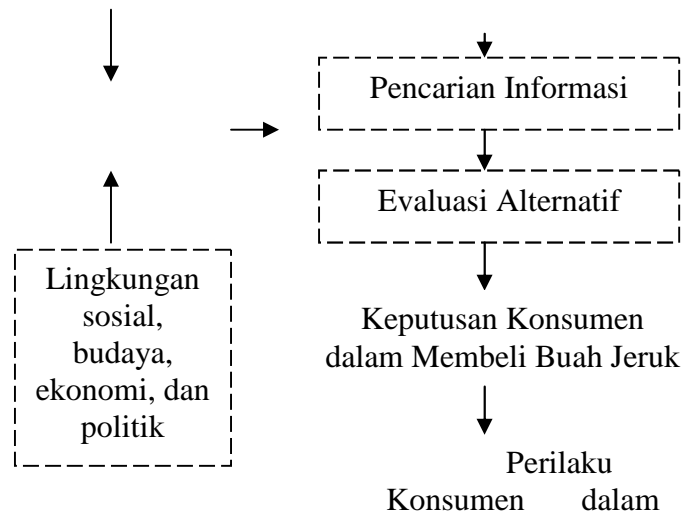 Pencarian Informasi
Evaluasi Alternatif
Lingkungan
sosial,
budaya,
ekonomi, dan
politik
Keputusan Konsumen
dalam Membeli Buah Jeruk
Perilaku
Konsumen dalam